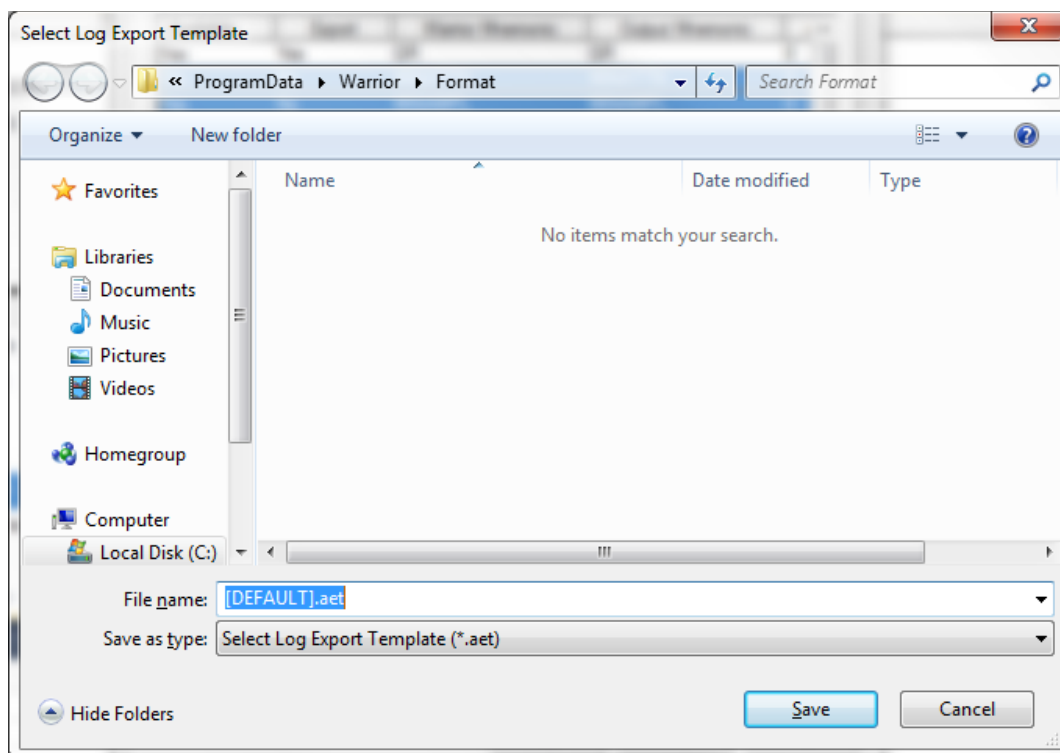 Select Log Export Template
« ProgramData Warrior Format
Search Format
Organize New folder
Name Date modified Type
No items match your search.
Favorites
Libraries
Documents
Music
Pictures
Videos
Homegroup
Computer
Local Disk (C:)
File name: [DEFAULT].aet
Save as type: Select Log Export Template (*.aet)
Hide Folders
Save Cancel